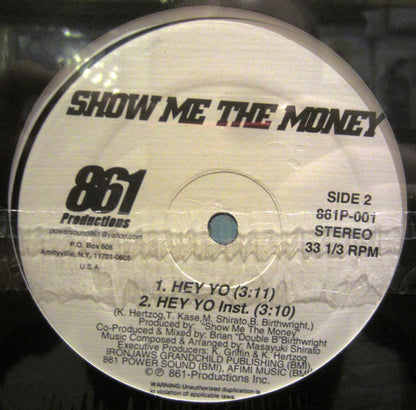 SHOW ME THE MONEY
861
Productions
powersound861@yahoo.com
P.O. Box 605
Amityville, N.Y, 11701-0605
U.S.A.
SIDE 2
861P-001
STEREO
33 1/3 RPM
1. HEY YO (3:11)
2. HEY YO Inst. (3:10)
(K. Hertzog,T. Kase,M. Shirato,B. Birthwright,)
Produced by: "Show Me The Money"
Co-Produced & Mixed by: Brian "Double B"Birthwright
Music Composed & Arranged by: Masayuki Shirato
Executive Producers: K. Griffin & K. Hertzog
IRONJAWS GRANDCHILD PUBLISHING (BMI),
861 POWER SOUND (BMI), AFIMI MUSIC (BMI)
©℗ 861-Productions Inc.
WARNING: Unauthorized duplication is
in violation of applicable laws.